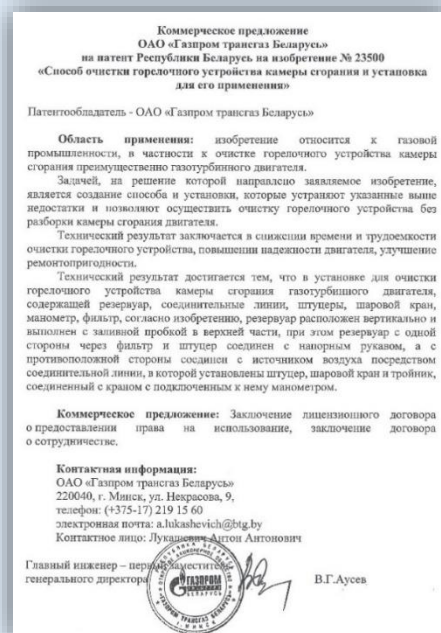 Коммерческое предложение
ОАО «Газпром трансгаз Беларусь»
на патент Республики Беларусь на изобретение № 23500
«Способ очистки горелочного устройства камеры сгорания и установка
для его применения»
Патентообладатель - ОАО «Газпром трансгаз Беларусь»
Область применения: изобретение относится к газовой
промышленности, в частности к очистке горелочного устройства камеры
сгорания преимущественно газотурбинного двигателя.
Задачей, на решение которой направлено заявляемое изобретение,
является создание способа и установки, которые устраняют указанные выше
недостатки и позволяют осуществить очистку горелочного устройства без
разборки камеры сгорания двигателя.
Технический результат заключается в снижении времени и трудоемкости
очистки горелочного устройства, повышении надежности двигателя, улучшение
ремонтопригодности.
Технический результат достигается тем, что в установке для очистки
горелочного устройства камеры сгорания газотурбинного двигателя,
содержащей резервуар, соединительные линии, штуцеры, шаровой кран,
манометр, фильтр, согласно изобретению, резервуар расположен вертикально и
выполнен с заливной пробкой в верхней части, при этом резервуар с одной
стороны через фильтр и штуцер соединен с напорным рукавом, а с
противоположной стороны соединен с источником воздуха посредством
соединительной линии, в которой установлены штуцер, шаровой кран и тройник,
соединенный с краном с подключенным к нему манометром.
Коммерческое предложение: Заключение лицензионного договора
о предоставлении права на использование, заключение договора
о сотрудничестве.
Контактная информация:
ОАО «Газпром трансгаз Беларусь»
220040, г. Минск, ул. Некрасова, 9,
телефон: (+375-17) 219 15 60
электронная почта: a.lukashevich@btg.by
Контактное лицо: Лукашевич Антон Антонович
Главный инженер – первый заместитель
генерального директора
В.Г.Аусев
ГАЗПРОМ